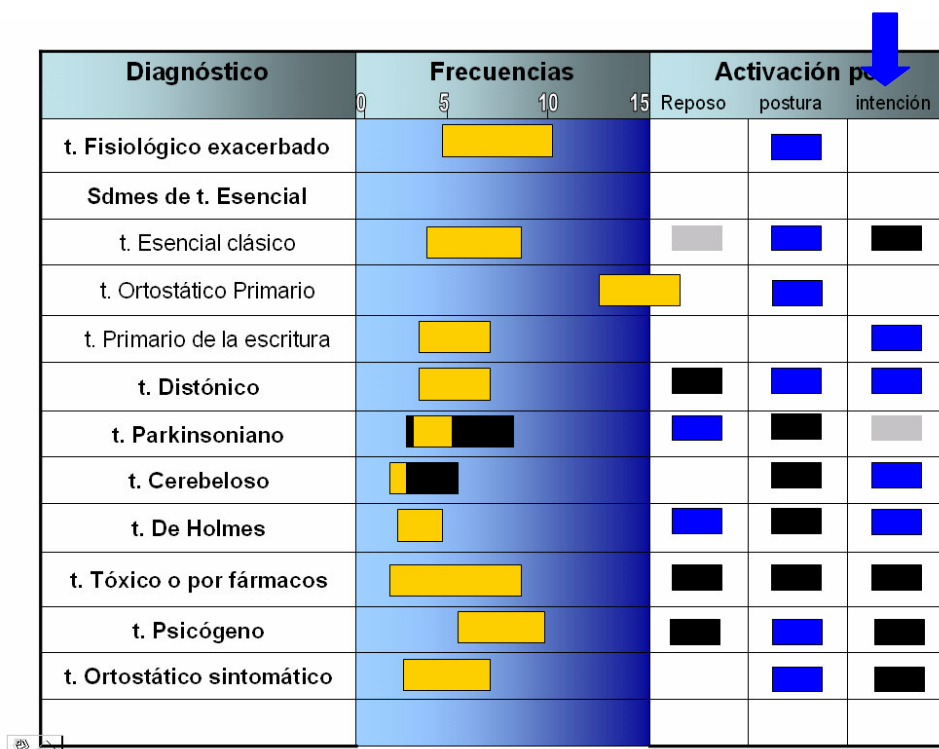 Diagnóstico Frecuencias Activación po
0 5 10 15 Reposo postura intención
t. Fisiológico exacerbado
Sdmes de t. Esencial
t. Esencial clásico
t. Ortostático Primario
t. Primario de la escritura
t. Distónico
t. Parkinsoniano
t. Cerebeloso
t. De Holmes
t. Tóxico o por fármacos
t. Psicógeno
t. Ortostático sintomático